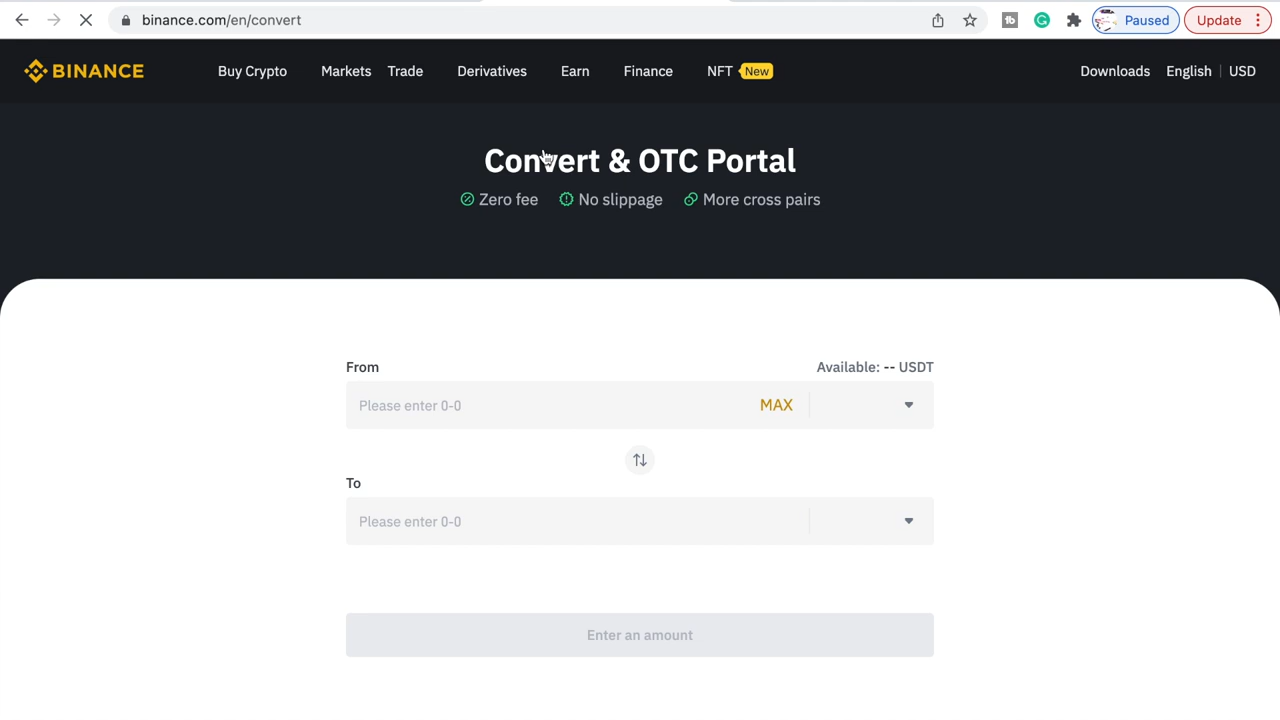 binance.com/en/convert
Paused
Update
BINANCE
Buy Crypto
Markets
Trade
Derivatives
Earn
Finance
NFT New
Downloads
English
USD
Convert & OTC Portal
Zero fee
No slippage
More cross pairs
From
Available: -- USDT
Please enter 0-0
MAX
To
Please enter 0-0
Enter an amount